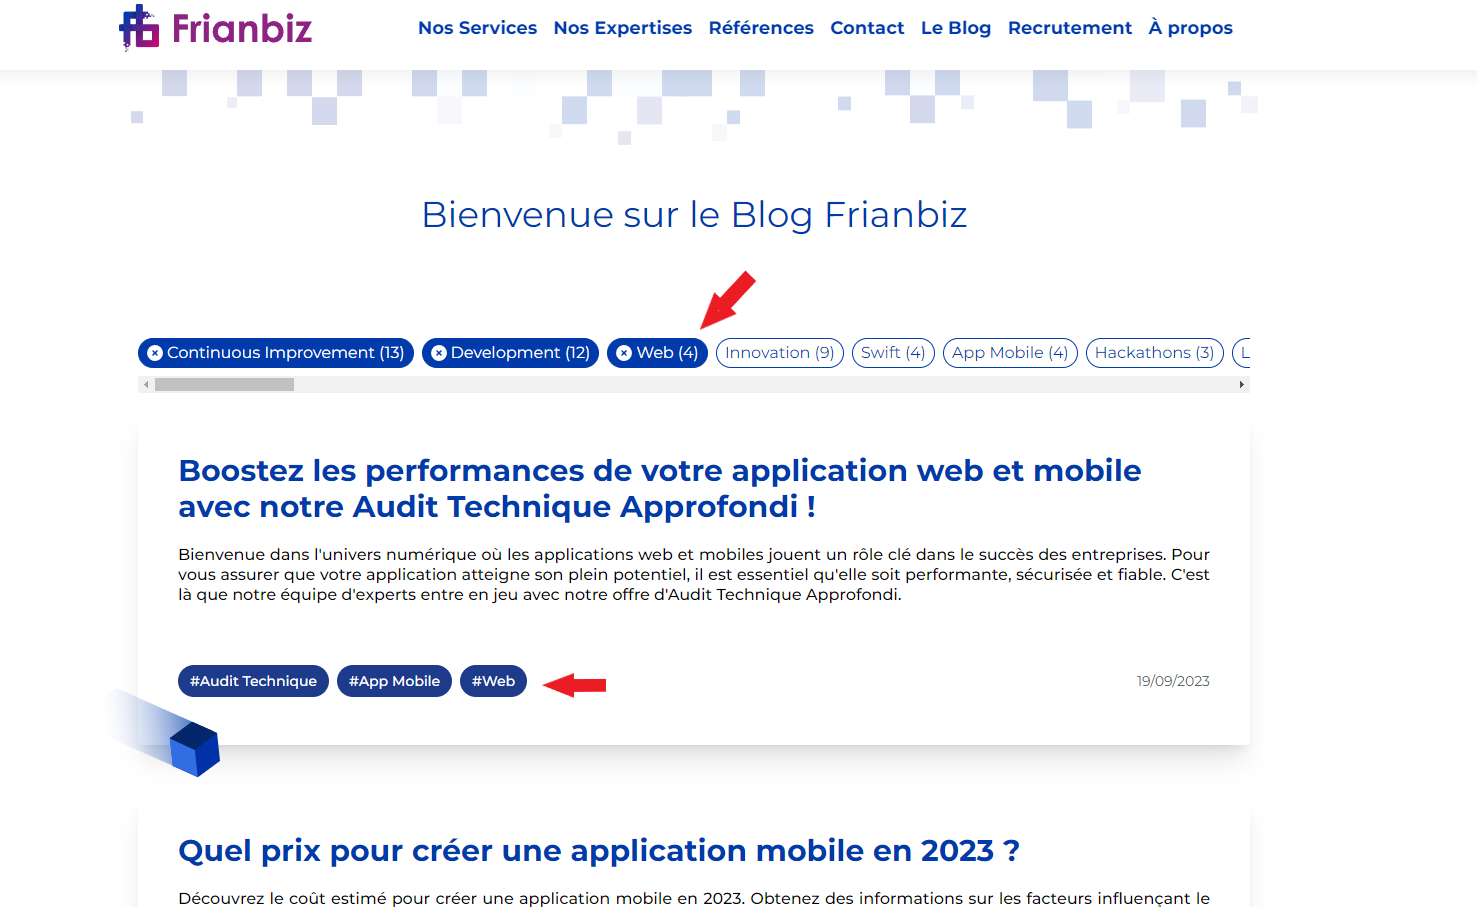 Frianbiz
Nos Services Nos Expertises Références Contact Le Blog Recrutement À propos
Bienvenue sur le Blog Frianbiz
Continuous Improvement (13) Development (12) Web (4) Innovation (9) Swift (4) App Mobile (4) Hackathons (3) L
Boostez les performances de votre application web et mobile
avec notre Audit Technique Approfondi !
Bienvenue dans l'univers numérique où les applications web et mobiles jouent un rôle clé dans le succès des entreprises. Pour
vous assurer que votre application atteigne son plein potentiel, il est essentiel qu'elle soit performante, sécurisée et fiable. C'est
là que notre équipe d'experts entre en jeu avec notre offre d'Audit Technique Approfondi.
#Audit Technique #App Mobile #Web 19/09/2023
Quel prix pour créer une application mobile en 2023 ?
Découvrez le coût estimé pour créer une application mobile en 2023. Obtenez des informations sur les facteurs influençant le